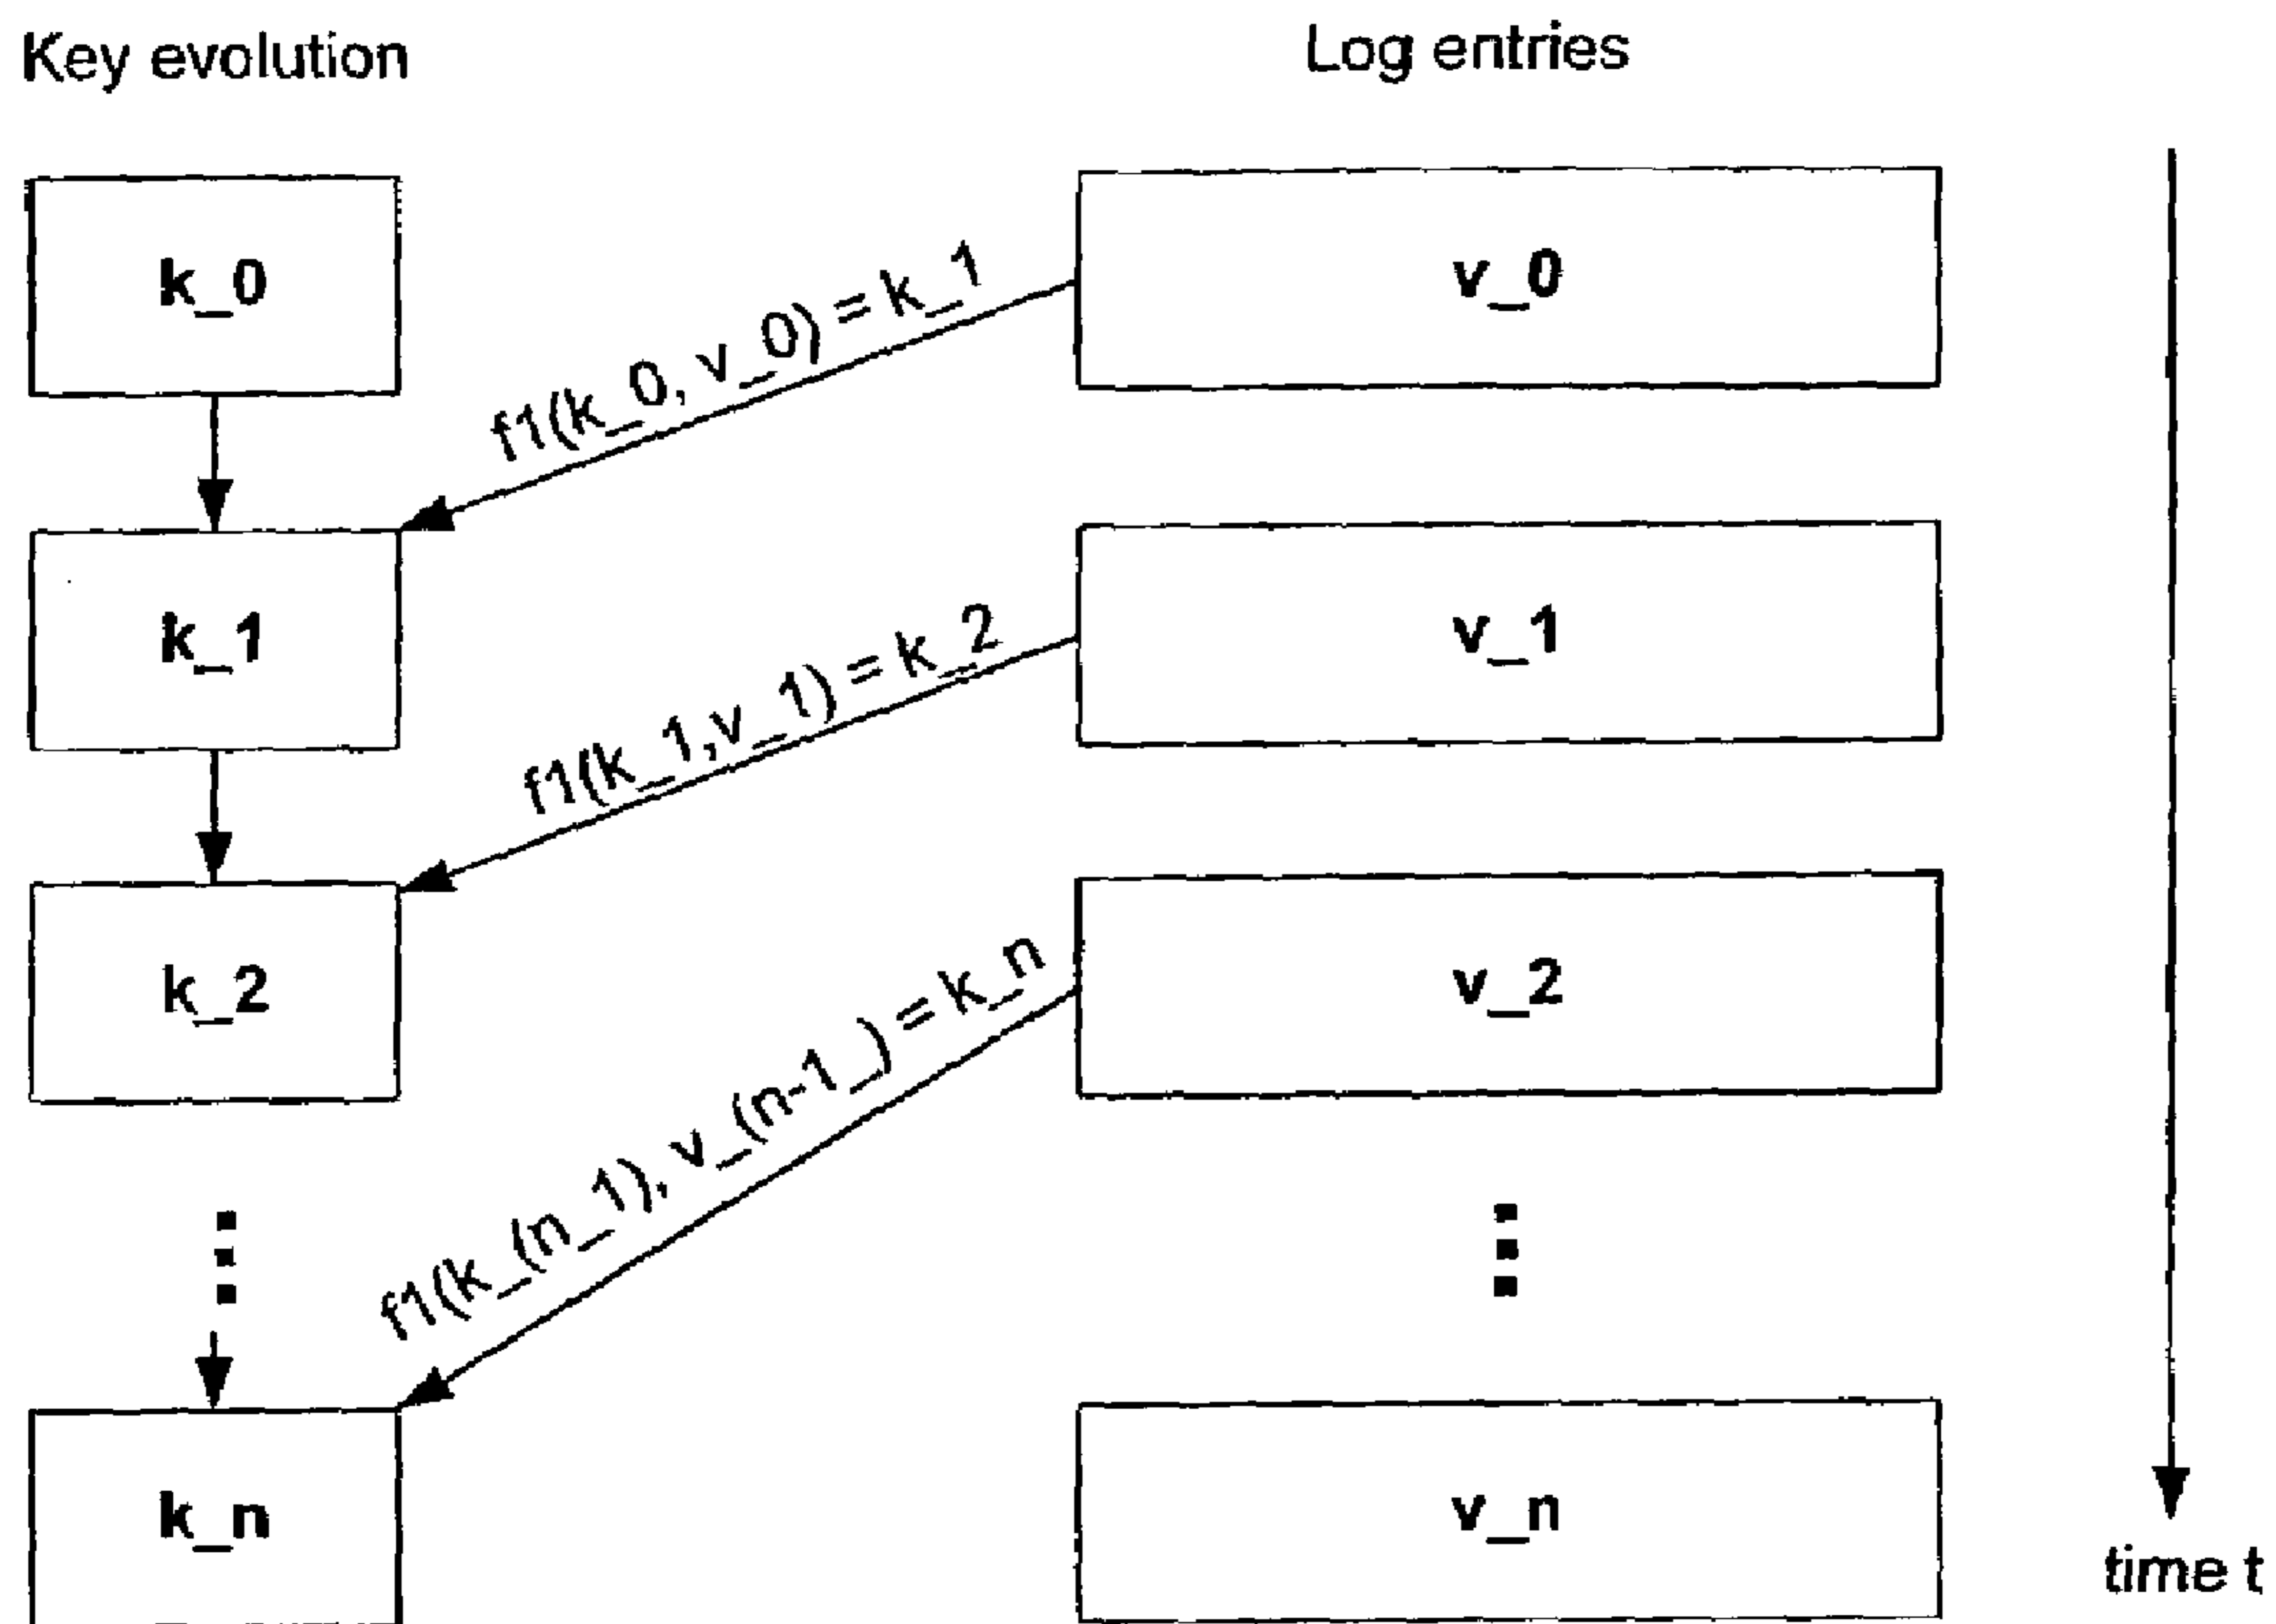 Key evolution
Log entries
k_0
v_0
f1(k_0, v_0) = k_1
k_1
v_1
f1(k_1,v_1) = k_2
k_2
v_2
f1(k_(n_1), v_(n-1_) = k_n
k_n
v_n
time t